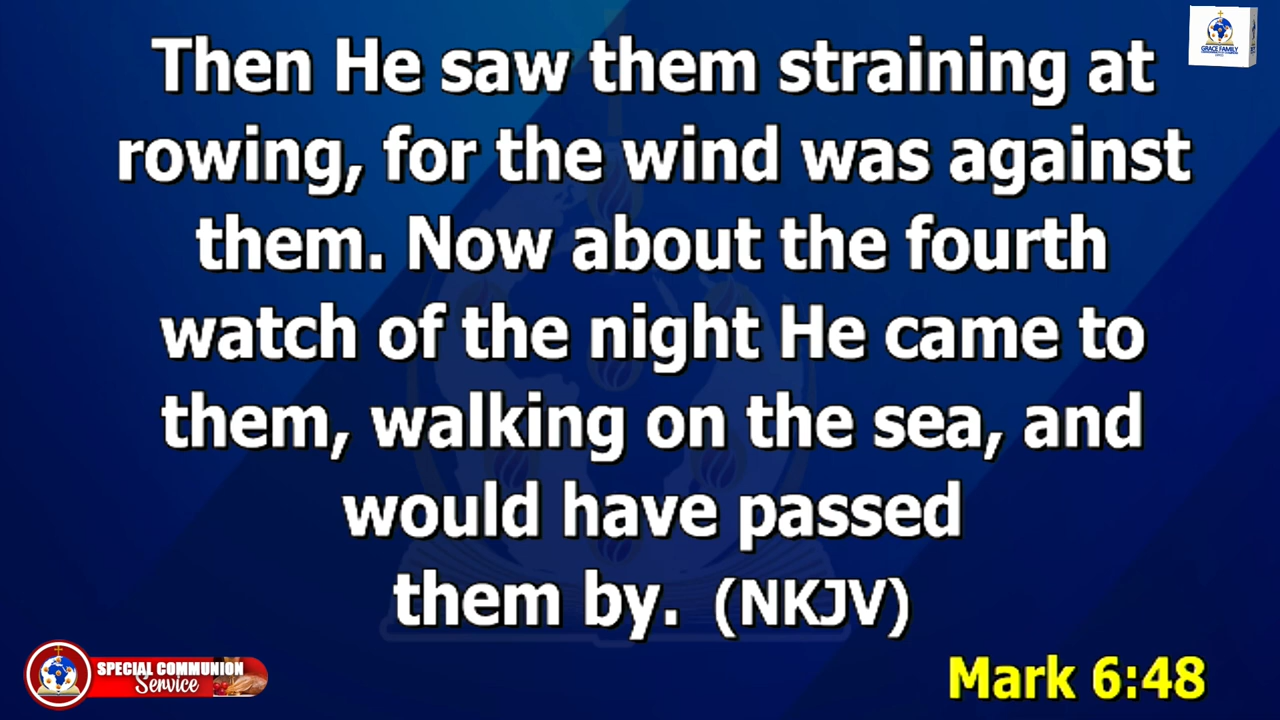 Then He saw them straining at
rowing, for the wind was against
them. Now about the fourth
watch of the night He came to
them, walking on the sea, and
would have passed
them by. (NKJV)
Mark 6:48
SPECIAL COMMUNION
Service
GRACE FAMILY